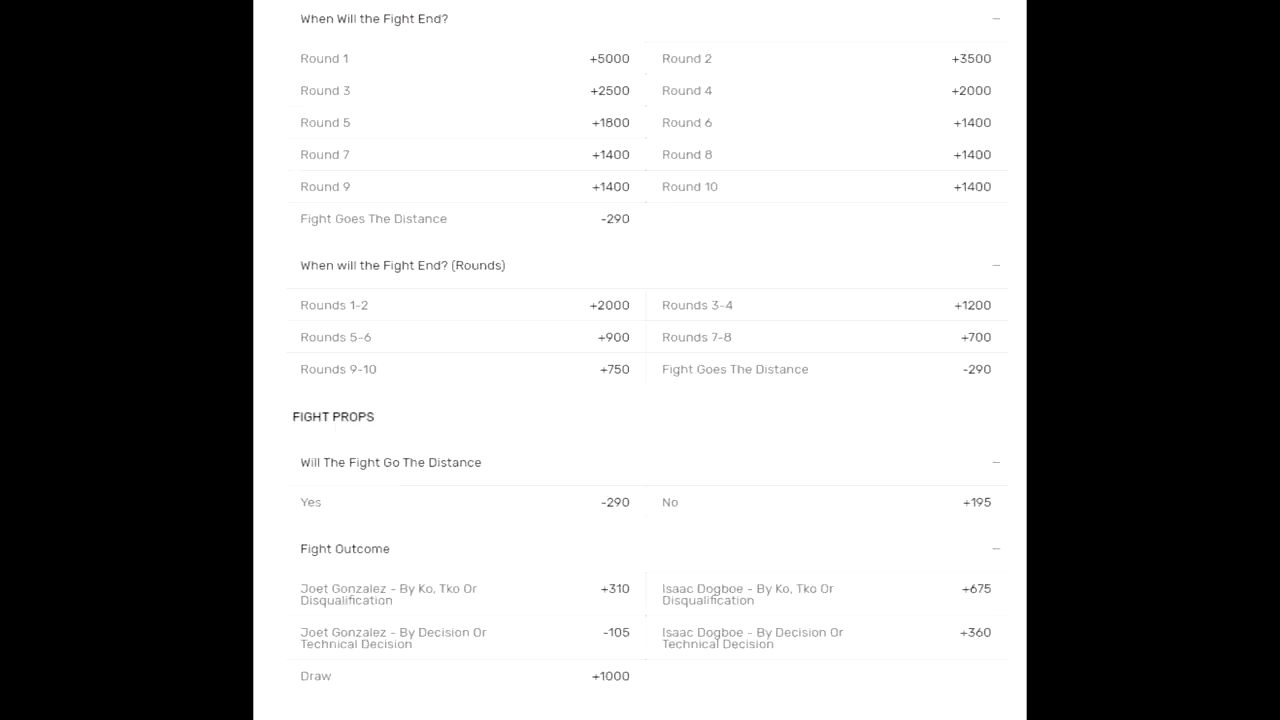 When Will the Fight End? –
Round 1 +5000 Round 2 +3500
Round 3 +2500 Round 4 +2000
Round 5 +1800 Round 6 +1400
Round 7 +1400 Round 8 +1400
Round 9 +1400 Round 10 +1400
Fight Goes The Distance -290
When will the Fight End? (Rounds) –
Rounds 1-2 +2000 Rounds 3-4 +1200
Rounds 5-6 +900 Rounds 7-8 +700
Rounds 9-10 +750 Fight Goes The Distance -290
FIGHT PROPS
Will The Fight Go The Distance –
Yes -290 No +195
Fight Outcome –
Joet Gonzalez - By Ko, Tko Or +310 Isaac Dogboe - By Ko, Tko Or +675
Disqualification Disqualification
Joet Gonzalez - By Decision Or -105 Isaac Dogboe - By Decision Or +360
Technical Decision Technical Decision
Draw +1000